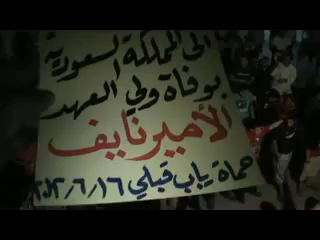 الى المملكة السعودية
بوفاة ولي العهد
الأمير نايف
حماة باب قبلي ٢٠١٢/٦/١٦